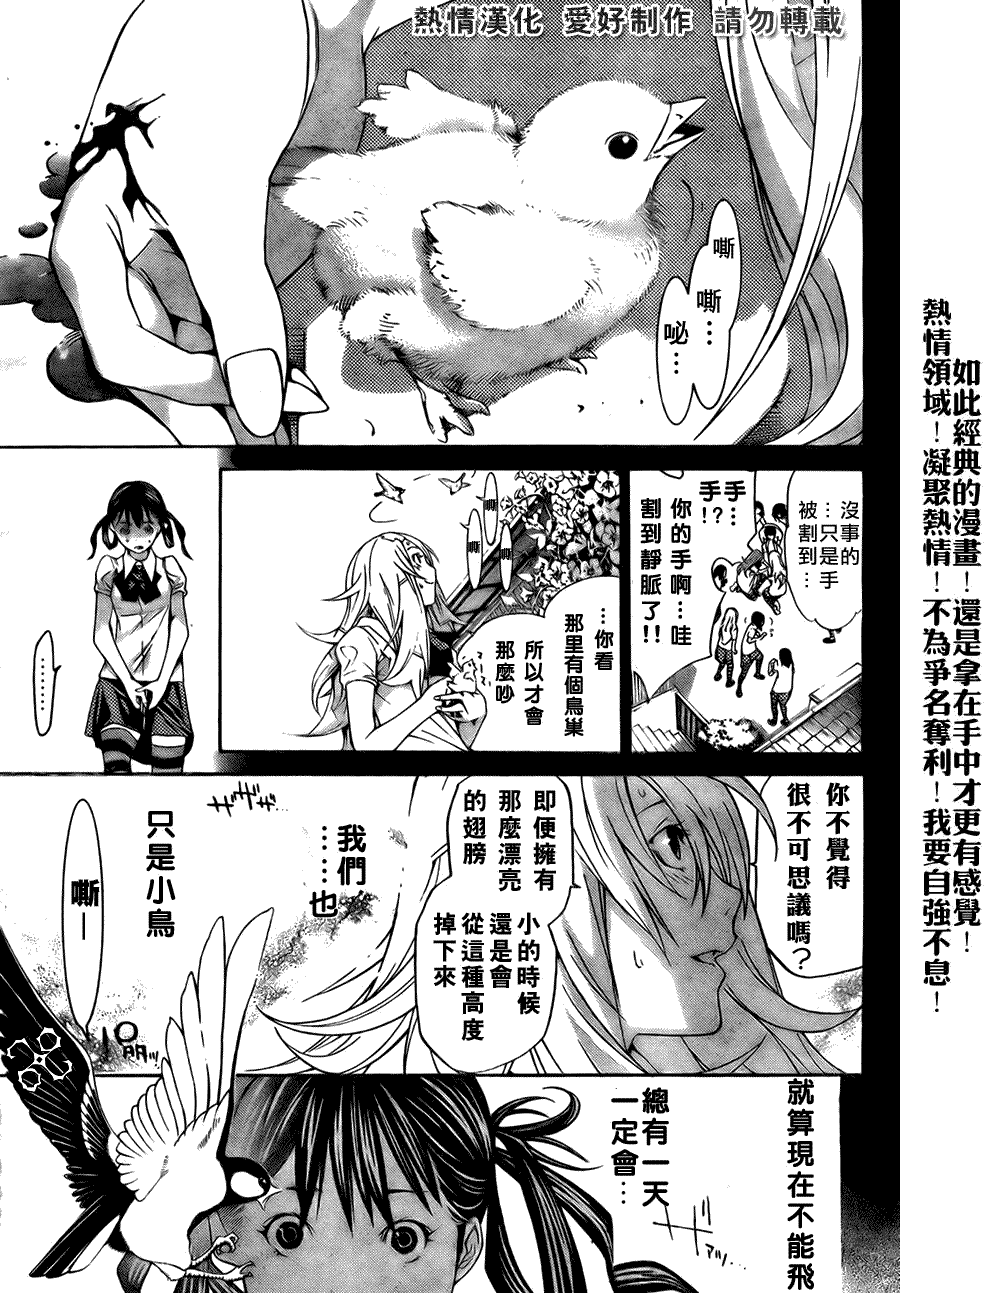 熱情漢化 愛好制作 請勿轉載
如此經典的漫畫！還是拿在手中才更有感覺！
熱情領域！凝聚熱情！不為爭名奪利！我要自強不息！
嘶
嘶…
咇…
沒事的
…只是手
被割到…
手…
手!?
你的手啊…哇
割到靜脈了!!
嘶
嘶
…你看
那里有個鳥巢
所以才會
那麼吵
………
你不覺得
很不可思議嗎？
即便擁有
那麼漂亮
的翅膀
小的時候
還是會
從這種高度
掉下來
我們
……也
只是小鳥
嘶—
就算現在不能飛
總有一天
一定會…